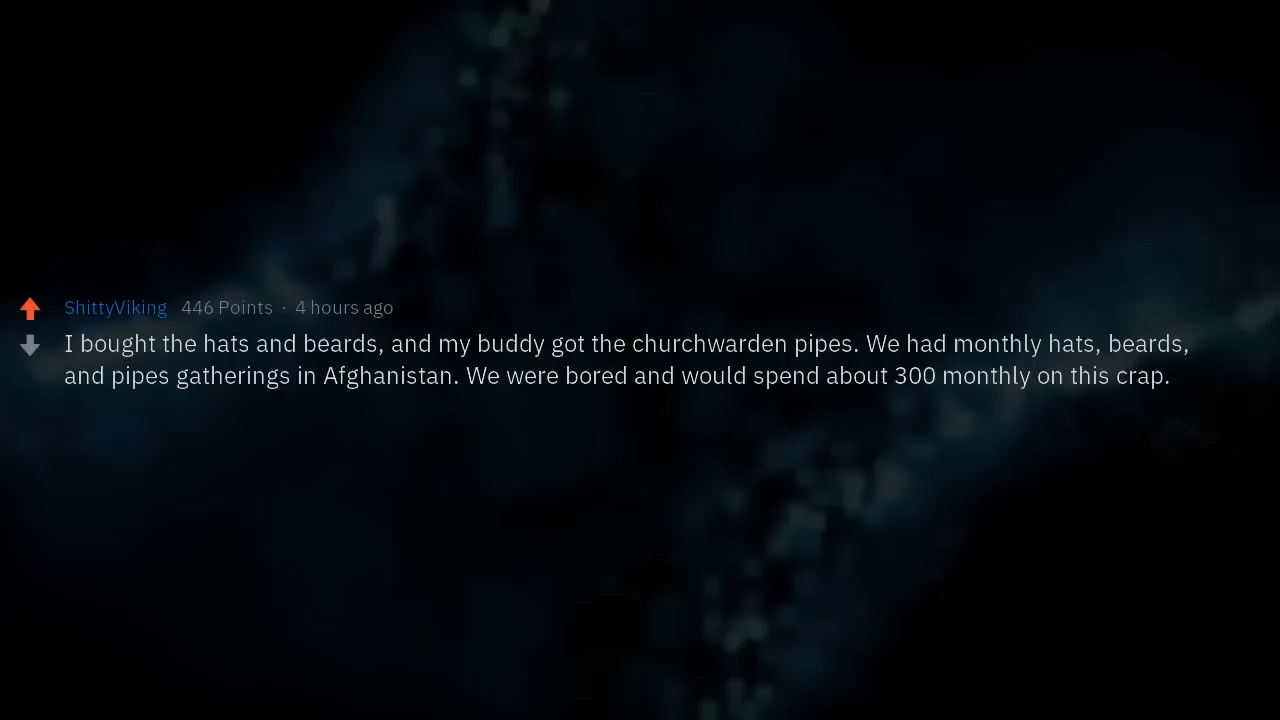 ShittyViking 446 Points · 4 hours ago
I bought the hats and beards, and my buddy got the churchwarden pipes. We had monthly hats, beards,
and pipes gatherings in Afghanistan. We were bored and would spend about 300 monthly on this crap.